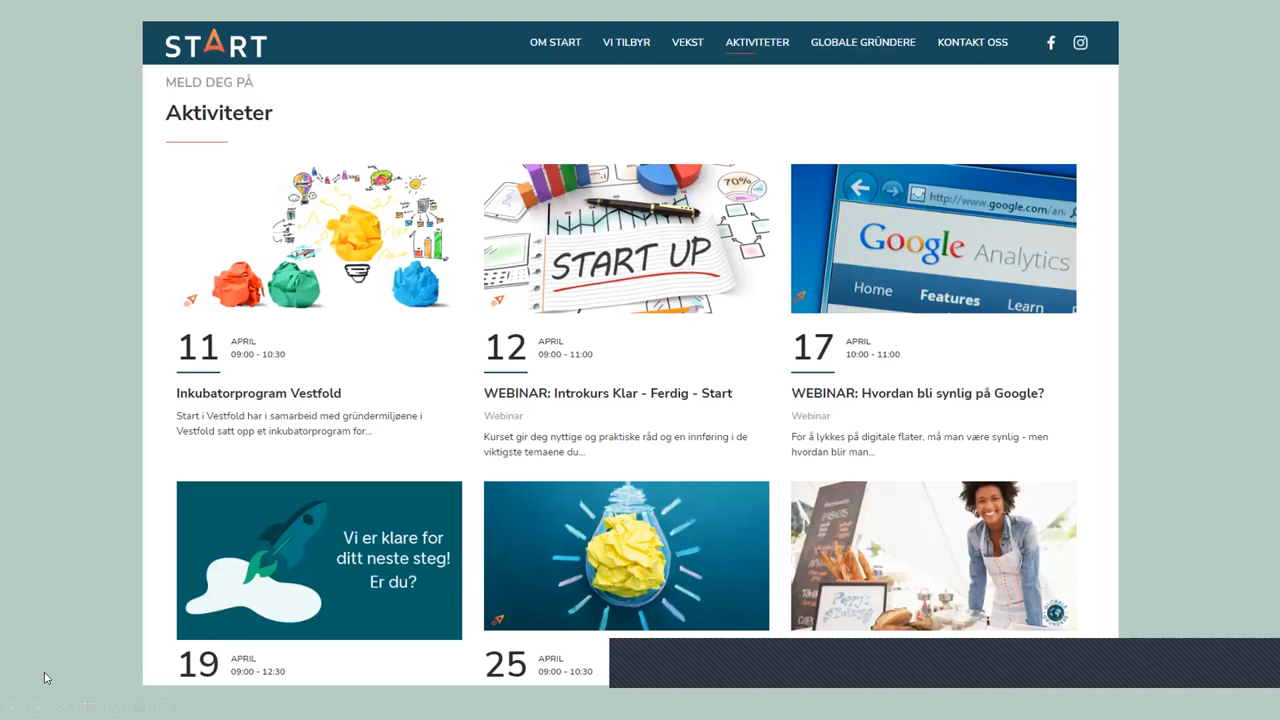 START
OM START
VI TILBYR
VEKST
AKTIVITETER
GLOBALE GRÜNDERE
KONTAKT OSS
MELD DEG PÅ
Aktiviteter
70%
START UP
http://www.google.com/an
Google Analytics
Home
Features
Learn
11
APRIL
09:00 - 10:30
Inkubatorprogram Vestfold
Start i Vestfold har i samarbeid med gründermiljøene i
Vestfold satt opp et inkubatorprogram for...
12
APRIL
09:00 - 11:00
WEBINAR: Introkurs Klar - Ferdig - Start
Webinar
Kurset gir deg nyttige og praktiske råd og en innføring i de
viktigste temaene du...
17
APRIL
10:00 - 11:00
WEBINAR: Hvordan bli synlig på Google?
Webinar
For å lykkes på digitale flater, må man være synlig - men
hvordan blir man...
Vi er klare for
ditt neste steg!
Er du?
19
APRIL
09:00 - 12:30
25
APRIL
09:00 - 10:30